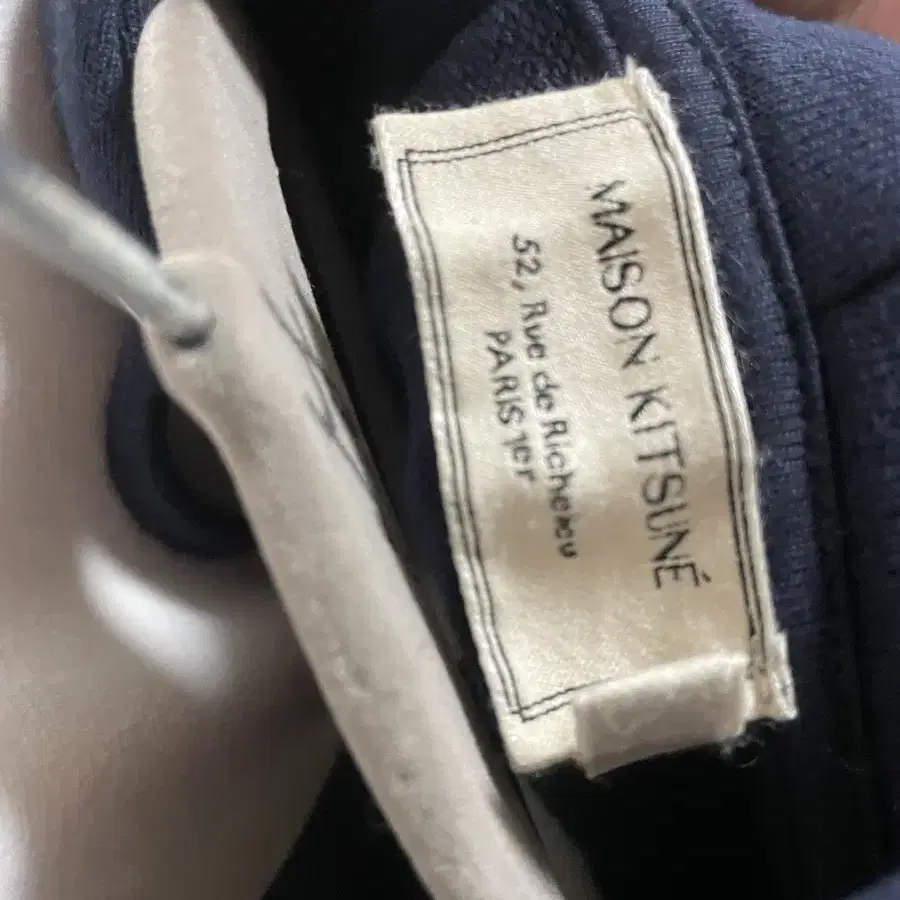 MAISON KITSUNÉ
52, Rue de Richelieu
PARIS 1er